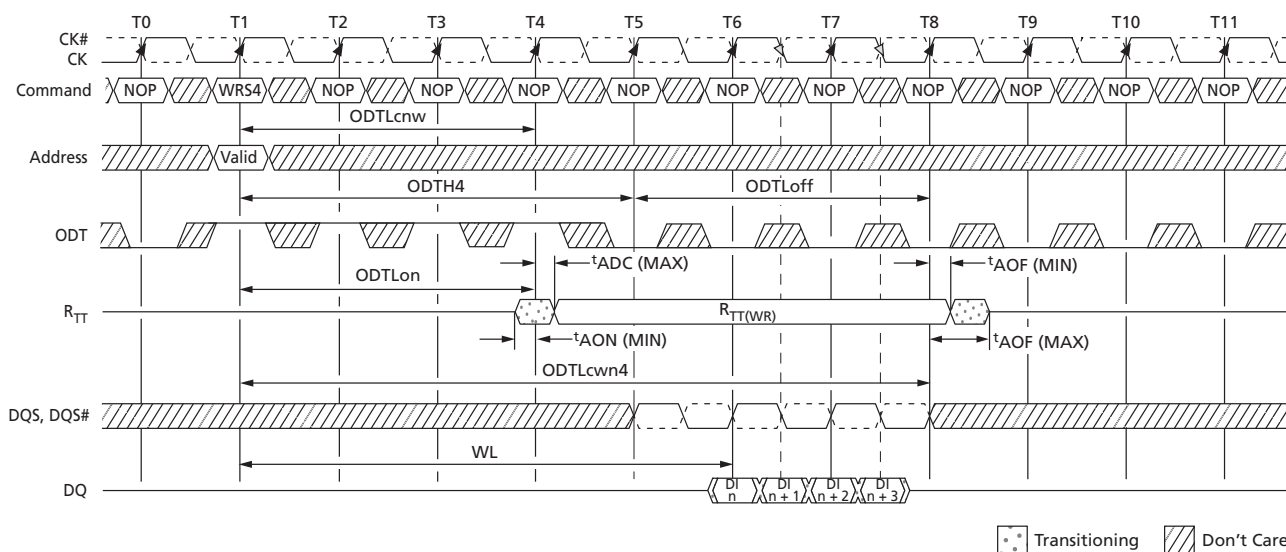 T0 T1 T2 T3 T4 T5 T6 T7 T8 T9 T10 T11
CK#
CK
Command NOP WRS4 NOP NOP NOP NOP NOP NOP NOP NOP NOP NOP
ODTLcnw
Address Valid
ODTH4 ODTLoff
ODT
tADC (MAX) tAOF (MIN)
ODTLon
RTT RTT(WR)
tAON (MIN) tAOF (MAX)
ODTLcwn4
DQS, DQS#
WL
DQ DI n DI n + 1 DI n + 2 DI n + 3
Transitioning Don't Care